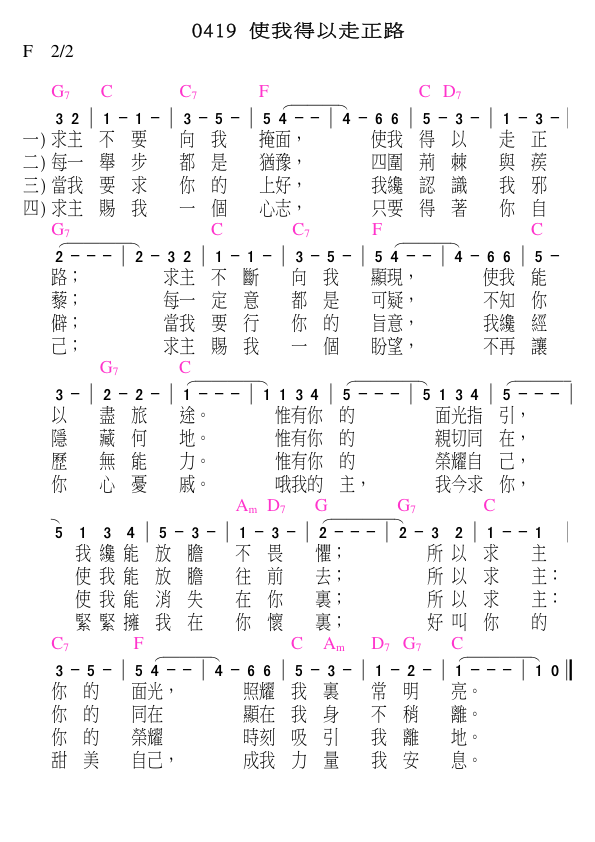 0419 使我得以走正路
F 2/2
G7 C C7 F C D7
3 2 | 1 - 1 - | 3 - 5 - | 5 4 - - | 4 - 6 6 | 5 - 3 - | 1 - 3 - |
一) 求主 不 要 向 我 掩面， 使我 得 以 走 正
二) 每一 舉 步 都 是 猶豫， 四圍 荊 棘 與 蒺
三) 當我 要 求 你 的 上好， 我纔 認 識 我 邪
四) 求主 賜 我 一 個 心志， 只要 得 著 你 自
G7 C C7 F C
2 - - - | 2 - 3 2 | 1 - 1 - | 3 - 5 - | 5 4 - - | 4 - 6 6 | 5 -
路； 求主 不 斷 向 我 顯現， 使我 能
藜； 每一 定 意 都 是 可疑， 不知 你
僻； 當我 要 行 你 的 旨意， 我纔 經
己； 求主 賜 我 一 個 盼望， 不再 讓
G7 C
3 - | 2 - 2 - | 1 - - - | 1 1 3 4 | 5 - - - | 5 1 3 4 | 5 - - - |
以 盡 旅 途。 惟有你 的 面光指 引，
隱 藏 何 地。 惟有你 的 親切同 在，
歷 無 能 力。 惟有你 的 榮耀自 己，
你 心 憂 戚。 哦我的 主， 我今求 你，
Am D7 G G7 C
5 1 3 4 | 5 - 5 - | 1 - 3 - | 2 - - - | 2 - 3 2 | 1 - - 1 |
我 纔 能 放 膽 不 畏 懼； 所 以 求 主
使 我 能 放 膽 往 前 去； 所 以 求 主：
使 我 能 消 失 在 你 裏； 所 以 求 主：
緊 緊 擁 我 在 你 懷 裏； 好 叫 你 的
C7 F C Am D7 G7 C
3 - 5 - | 5 4 - - | 4 - 6 6 | 5 - 3 - | 1 - 2 - | 1 - - - | 1 0 ‖
你 的 面光， 照耀 我 裏 常 明 亮。
你 的 同在 顯在 我 身 不 稍 離。
你 的 榮耀 時刻 吸 引 我 離 地。
甜 美 自己， 成我 力 量 我 安 息。